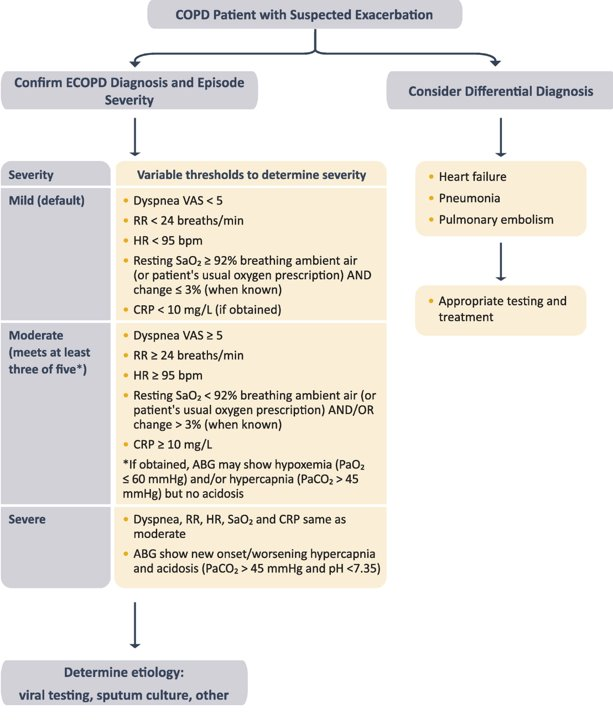 COPD Patient with Suspected Exacerbation
Confirm ECOPD Diagnosis and Episode
Severity
Consider Differential Diagnosis
Severity
Variable thresholds to determine severity
Mild (default)
• Dyspnea VAS < 5
• RR < 24 breaths/min
• HR < 95 bpm
• Resting SaO₂ ≥ 92% breathing ambient air
(or patient's usual oxygen prescription) AND
change ≤ 3% (when known)
• CRP < 10 mg/L (if obtained)
Moderate
(meets at least
three of five*)
• Dyspnea VAS ≥ 5
• RR ≥ 24 breaths/min
• HR ≥ 95 bpm
• Resting SaO₂ < 92% breathing ambient air (or
patient's usual oxygen prescription) AND/OR
change > 3% (when known)
• CRP ≥ 10 mg/L
*If obtained, ABG may show hypoxemia (PaO₂
≤ 60 mmHg) and/or hypercapnia (PaCO₂ > 45
mmHg) but no acidosis
Severe
• Dyspnea, RR, HR, SaO₂ and CRP same as
moderate
• ABG show new onset/worsening hypercapnia
and acidosis (PaCO₂ > 45 mmHg and pH <7.35)
• Heart failure
• Pneumonia
• Pulmonary embolism
• Appropriate testing and
treatment
Determine etiology:
viral testing, sputum culture, other